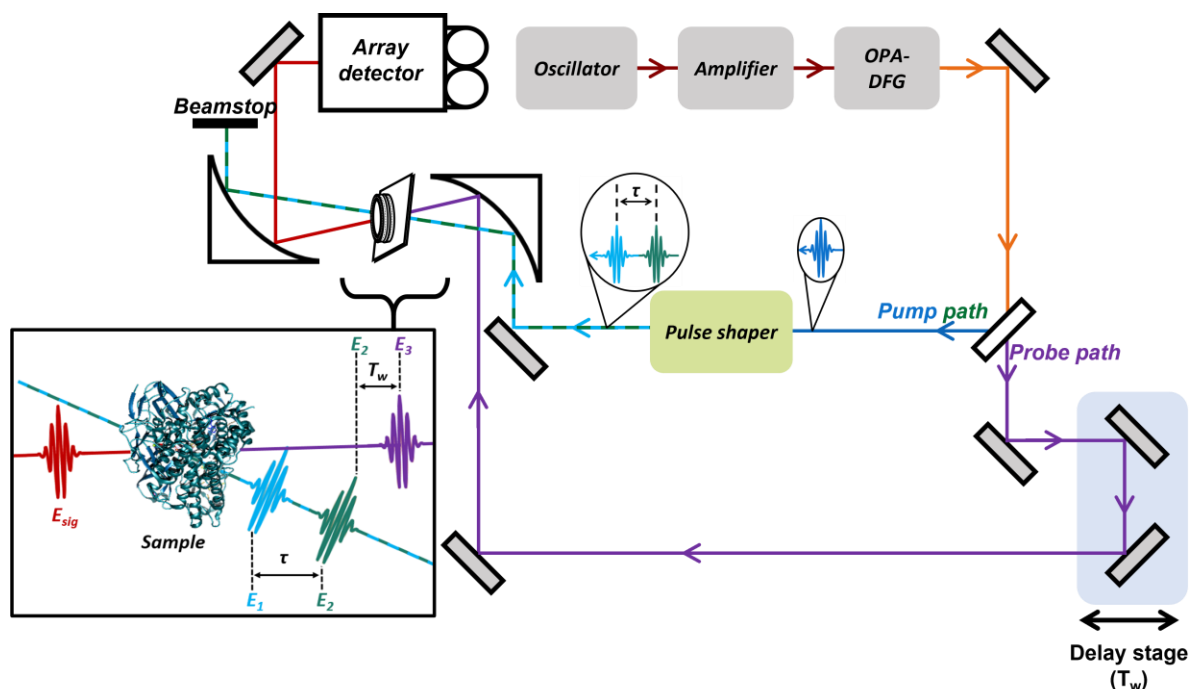 Array
detector
Oscillator
Amplifier
OPA-
DFG
Beamstop
τ
Pulse shaper
Pump path
Probe path
E2
E3
Tw
Esig
Sample
τ
E1
E2
Delay stage
(Tw)